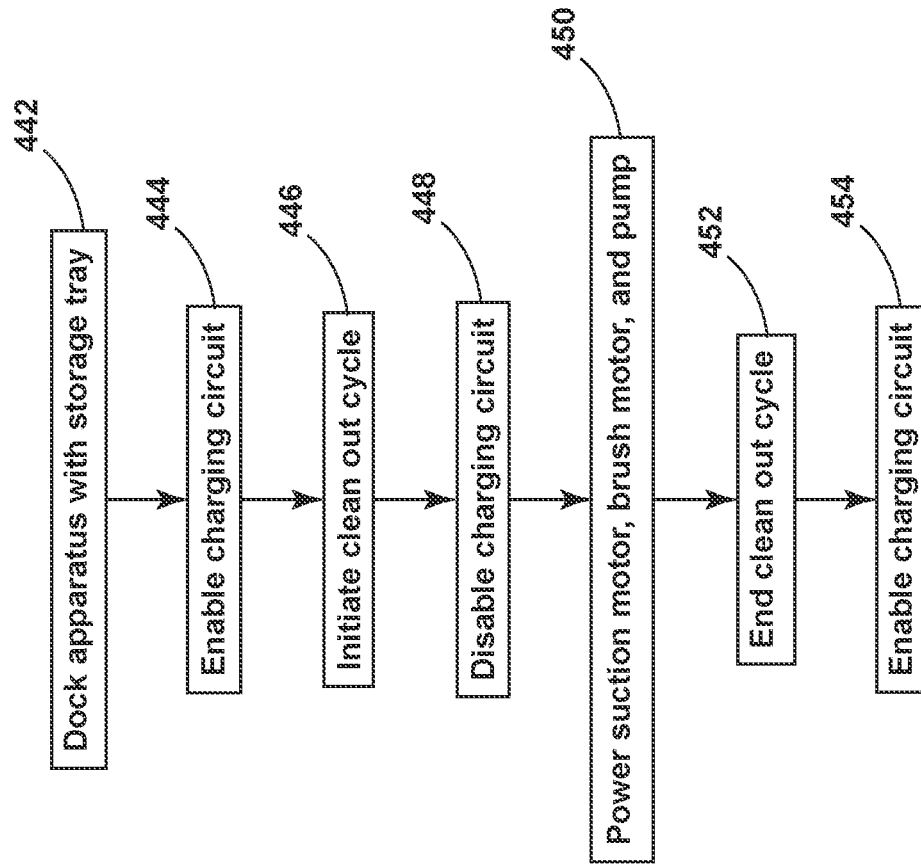 442
Dock apparatus with storage tray
444
Enable charging circuit
446
Initiate clean out cycle
448
Disable charging circuit
450
Power suction motor, brush motor, and pump
452
End clean out cycle
454
Enable charging circuit